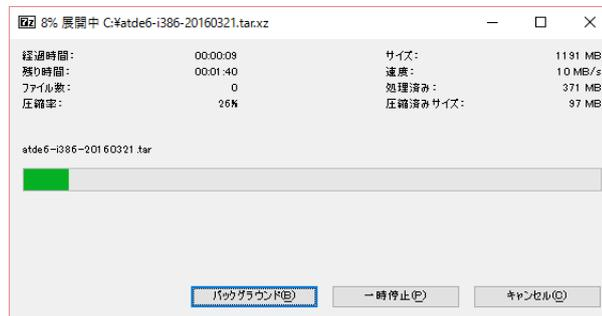 7z 8% 展開中 C:¥atde6-i386-20160321.tar.xz
経過時間: 00:00:09 サイズ: 1191 MB
残り時間: 00:01:40 速度: 10 MB/s
ファイル数: 0 処理済み: 371 MB
圧縮率: 26% 圧縮済みサイズ: 97 MB
atde6-i386-20160321.tar
バックグラウンド(B) 一時停止(P) キャンセル(C)